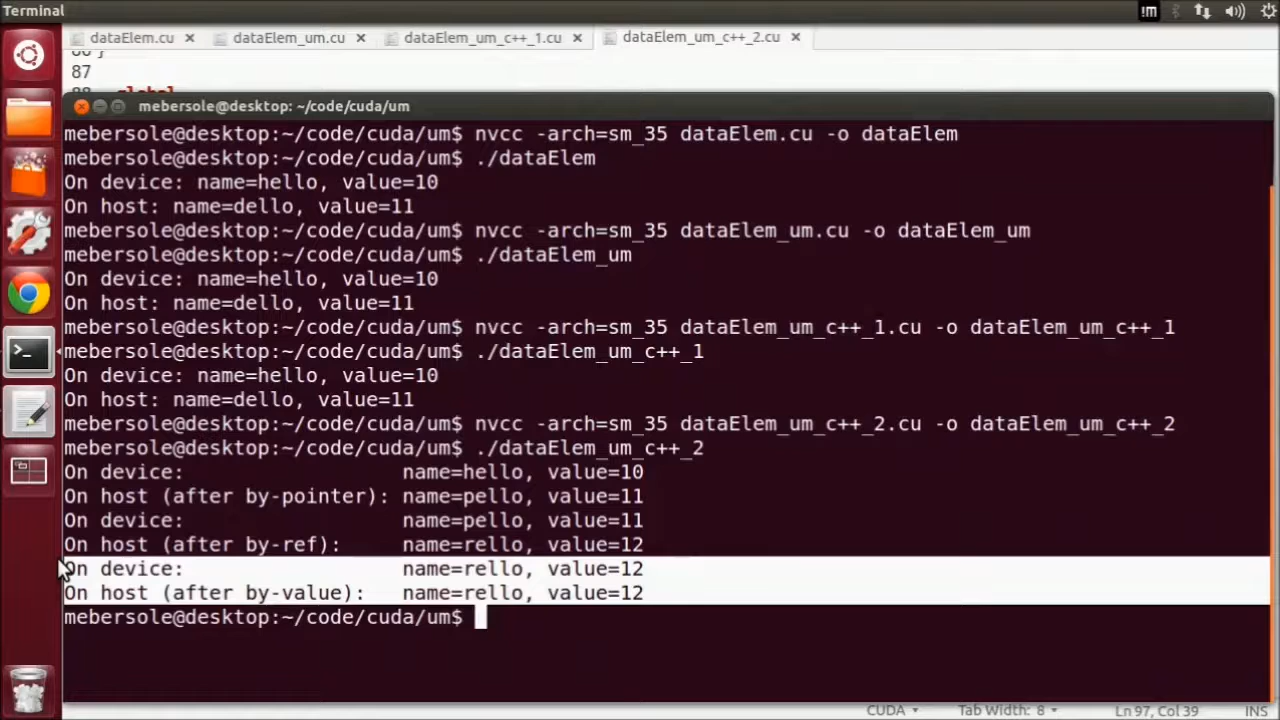 Terminal
dataElem.cu × dataElem_um.cu × dataElem_um_c++_1.cu × dataElem_um_c++_2.cu ×
87
mebersole@desktop: ~/code/cuda/um
mebersole@desktop:~/code/cuda/um$ nvcc -arch=sm_35 dataElem.cu -o dataElem
mebersole@desktop:~/code/cuda/um$ ./dataElem
On device: name=hello, value=10
On host: name=dello, value=11
mebersole@desktop:~/code/cuda/um$ nvcc -arch=sm_35 dataElem_um.cu -o dataElem_um
mebersole@desktop:~/code/cuda/um$ ./dataElem_um
On device: name=hello, value=10
On host: name=dello, value=11
mebersole@desktop:~/code/cuda/um$ nvcc -arch=sm_35 dataElem_um_c++_1.cu -o dataElem_um_c++_1
mebersole@desktop:~/code/cuda/um$ ./dataElem_um_c++_1
On device: name=hello, value=10
On host: name=dello, value=11
mebersole@desktop:~/code/cuda/um$ nvcc -arch=sm_35 dataElem_um_c++_2.cu -o dataElem_um_c++_2
mebersole@desktop:~/code/cuda/um$ ./dataElem_um_c++_2
On device: name=hello, value=10
On host (after by-pointer): name=pello, value=11
On device: name=pello, value=11
On host (after by-ref): name=rello, value=12
On device: name=rello, value=12
On host (after by-value): name=rello, value=12
mebersole@desktop:~/code/cuda/um$
CUDA Tab Width: 8 Ln 97, Col 39 INS